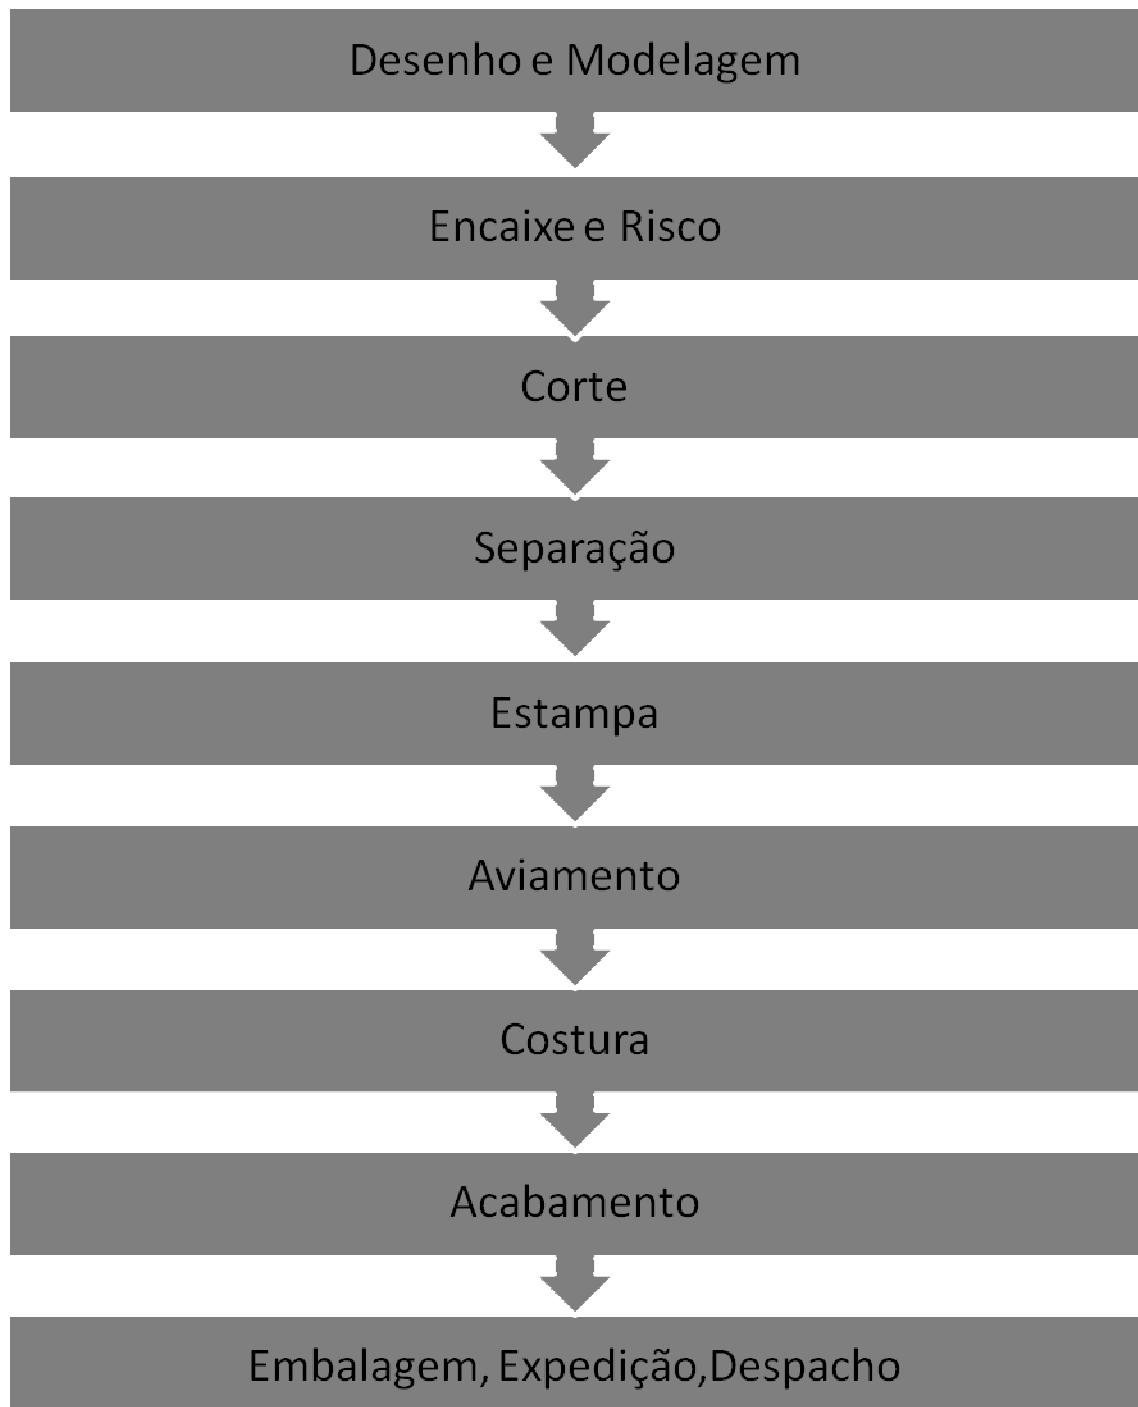 Desenho e Modelagem
Encaixe e Risco
Corte
Separação
Estampa
Aviamento
Costura
Acabamento
Embalagem, Expedição,Despacho